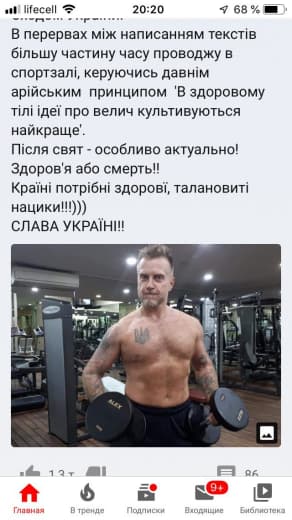 lifecell
20:20
68 %
В перервах між написанням текстів
більшу частину часу проводжу в
спортзалі, керуючись давнім
арійським принципом 'В здоровому
тілі ідеї про велич культивуються
найкраще'.
Після свят - особливо актуально!
Здоров'я або смерть!!
Країні потрібні здорові, талановиті
нацики!!!)))
СЛАВА УКРАЇНІ!!
ALEX
1,3 т.
86
9+
Главная
В тренде
Подписки
Входящие
Библиотека